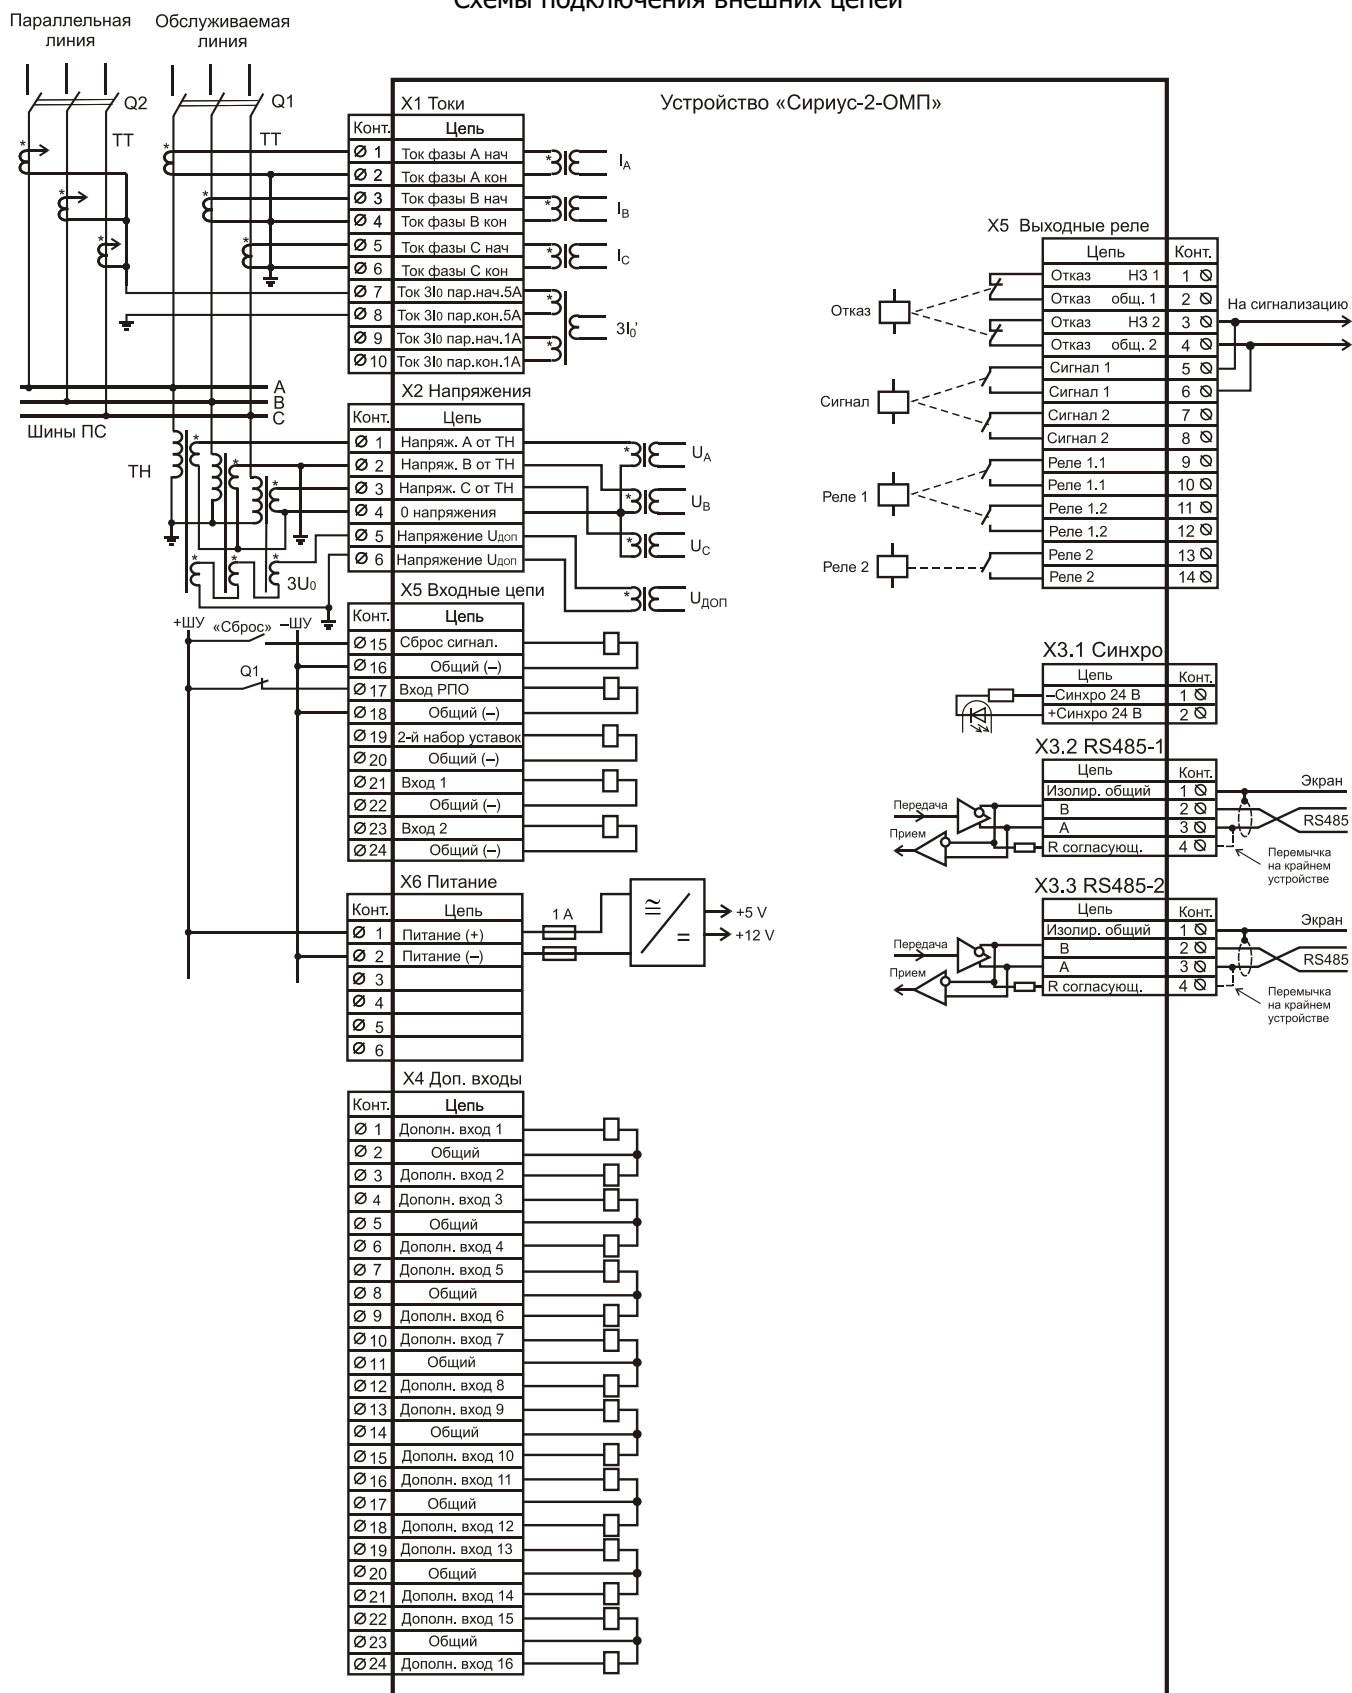 Схемы подключения внешних цепей
Параллельная линия
Обслуживаемая линия
Q2
Q1
ТТ
ТТ
Устройство «Сириус-2-ОМП»
X1 Токи
Конт. Цепь
1 Ток фазы А нач
2 Ток фазы А кон
3 Ток фазы В нач
4 Ток фазы В кон
5 Ток фазы С нач
6 Ток фазы С кон
7 Ток 3I0 пар.нач.5А
8 Ток 3I0 пар.кон.5А
9 Ток 3I0 пар.нач.1А
10 Ток 3I0 пар.кон.1А
* IA
* IB
* IC
* * 3I0'
A
B
C
Шины ПС
ТН
3U0
X2 Напряжения
Конт. Цепь
1 Напряж. А от ТН
2 Напряж. В от ТН
3 Напряж. С от ТН
4 0 напряжения
5 Напряжение Uдоп
6 Напряжение Uдоп
* UA
* UB
* UC
* UДОП
+ШУ «Сброс» –ШУ
Q1
X5 Входные цепи
Конт. Цепь
15 Сброс сигнал.
16 Общий (–)
17 Вход РПО
18 Общий (–)
19 2-й набор уставок
20 Общий (–)
21 Вход 1
22 Общий (–)
23 Вход 2
24 Общий (–)
X6 Питание
Конт. Цепь
1 Питание (+)
2 Питание (–)
3
4
5
6
1 А
≅
=
+5 V
+12 V
X4 Доп. входы
Конт. Цепь
1 Дополн. вход 1
2 Общий
3 Дополн. вход 2
4 Дополн. вход 3
5 Общий
6 Дополн. вход 4
7 Дополн. вход 5
8 Общий
9 Дополн. вход 6
10 Дополн. вход 7
11 Общий
12 Дополн. вход 8
13 Дополн. вход 9
14 Общий
15 Дополн. вход 10
16 Дополн. вход 11
17 Общий
18 Дополн. вход 12
19 Дополн. вход 13
20 Общий
21 Дополн. вход 14
22 Дополн. вход 15
23 Общий
24 Дополн. вход 16
X5 Выходные реле
Цепь Конт.
Отказ НЗ 1 1
Отказ общ. 1 2
Отказ НЗ 2 3
Отказ общ. 2 4
Сигнал 1 5
Сигнал 1 6
Сигнал 2 7
Сигнал 2 8
Реле 1.1 9
Реле 1.1 10
Реле 1.2 11
Реле 1.2 12
Реле 2 13
Реле 2 14
Отказ
Сигнал
Реле 1
Реле 2
На сигнализацию
X3.1 Синхро
Цепь Конт.
–Синхро 24 В 1
+Синхро 24 В 2
X3.2 RS485-1
Цепь Конт.
Изолир. общий 1
B 2
A 3
R согласующ. 4
Передача
Прием
Экран
RS485
Перемычка
на крайнем
устройстве
X3.3 RS485-2
Цепь Конт.
Изолир. общий 1
B 2
A 3
R согласующ. 4
Передача
Прием
Экран
RS485
Перемычка
на крайнем
устройстве